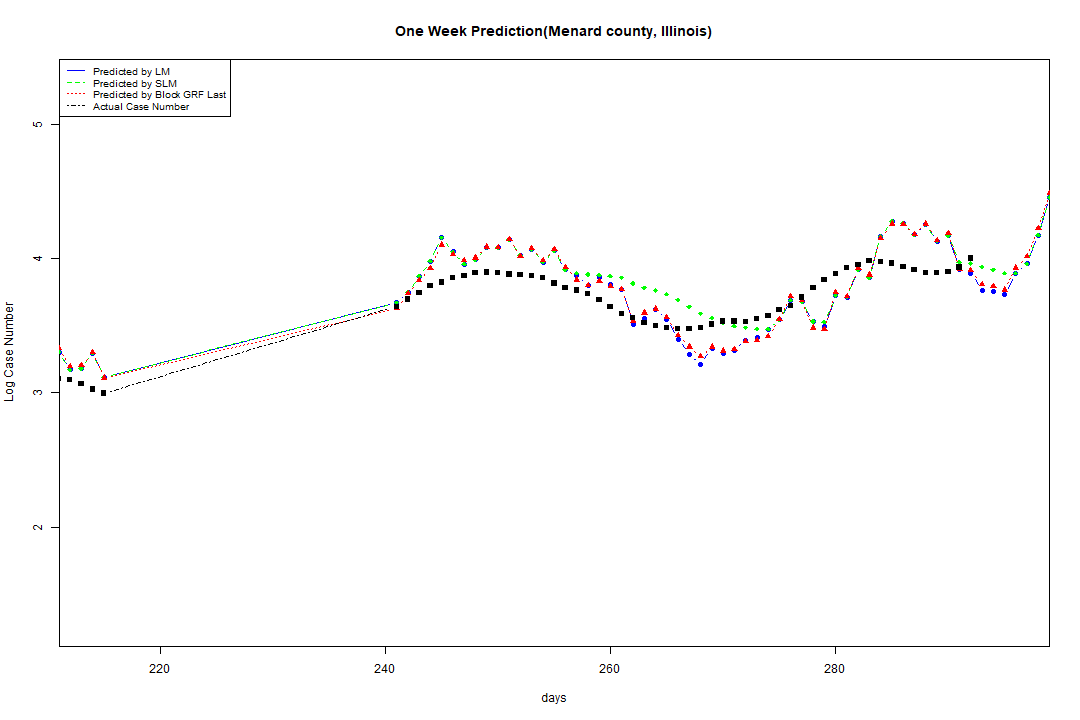 One Week Prediction(Menard county, Illinois)
Predicted by LM
Predicted by SLM
Predicted by Block GRF Last
Actual Case Number
5
4
3
2
Log Case Number
220 240 260 280
days